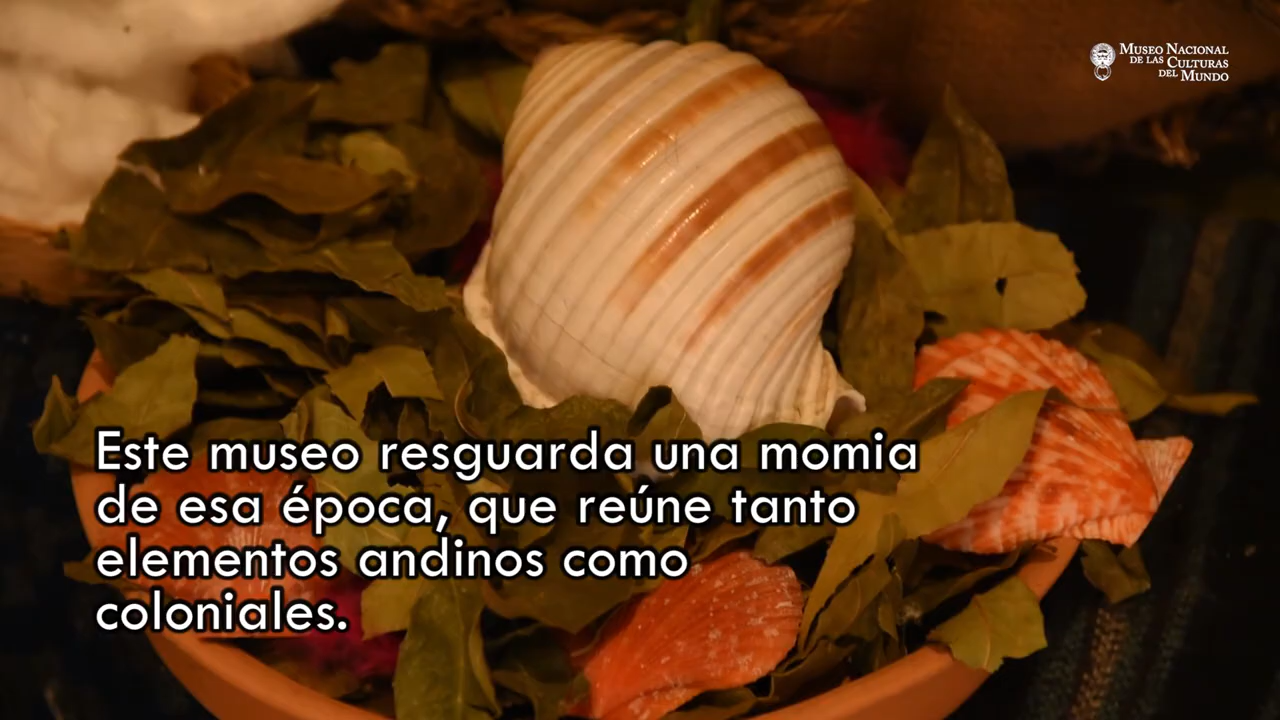 Museo Nacional
de las Culturas
del Mundo
Este museo resguarda una momia
de esa época, que reúne tanto
elementos andinos como
coloniales.